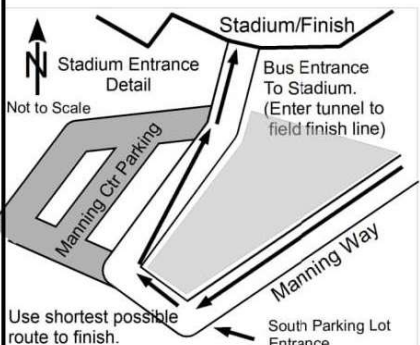 Stadium/Finish
N
Stadium Entrance
Detail
Not to Scale
Bus Entrance
To Stadium.
(Enter tunnel to
field finish line)
Manning Ctr Parking
Manning Way
Use shortest possible
route to finish.
South Parking Lot
Entrance